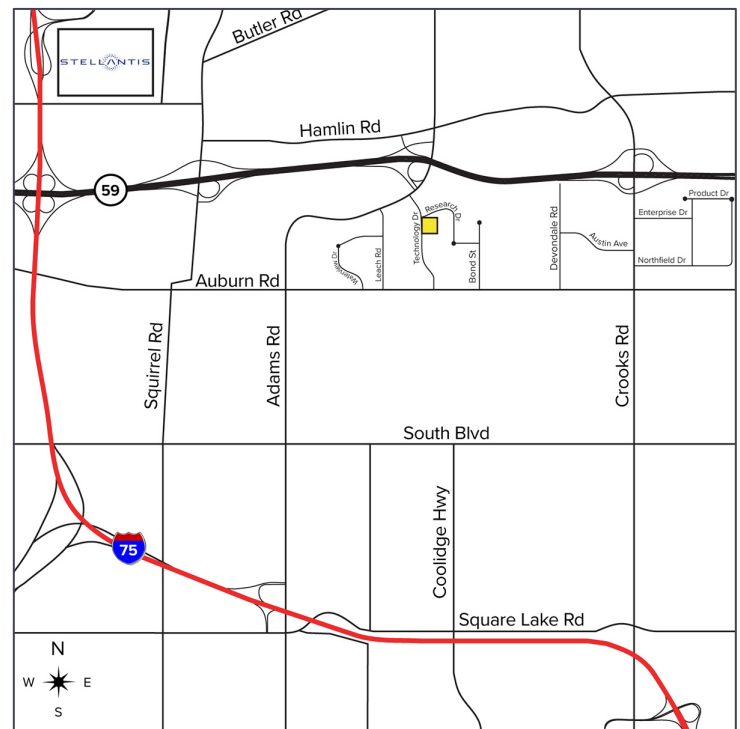 Butler Rd
STELLANTIS
Hamlin Rd
59
Product Dr
Enterprise Dr
Research Dr
Technology Dr
Devondale Rd
Austin Ave
Leach Rd
Bond St
Waterview Dr
Northfield Dr
Auburn Rd
Squirrel Rd
Adams Rd
Crooks Rd
South Blvd
Coolidge Hwy
75
Square Lake Rd
N
W
E
S